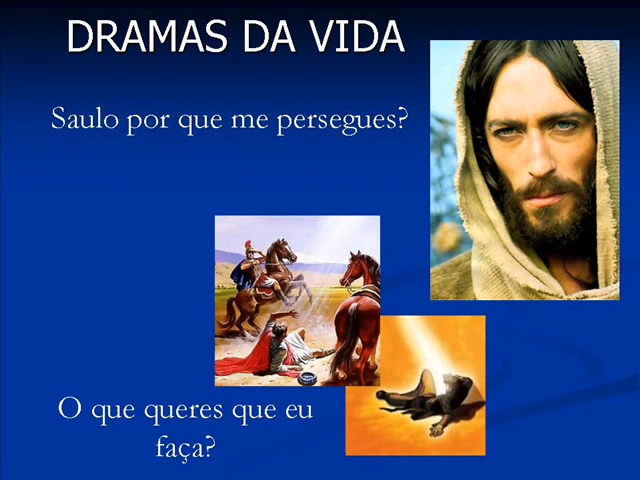 DRAMAS DA VIDA
Saulo por que me persegues?
O que queres que eu
faça?